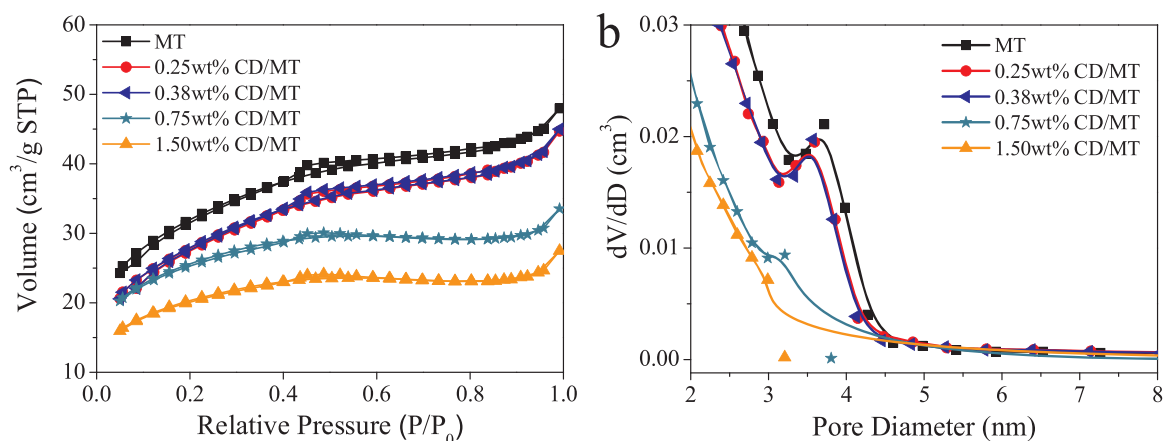 MT
0.25wt% CD/MT
0.38wt% CD/MT
0.75wt% CD/MT
1.50wt% CD/MT
Volume (cm³/g STP)
60
50
40
30
20
10
0.0
0.2
0.4
0.6
0.8
1.0
Relative Pressure (P/P₀)
b
MT
0.25wt% CD/MT
0.38wt% CD/MT
0.75wt% CD/MT
1.50wt% CD/MT
dV/dD (cm³)
0.03
0.02
0.01
0.00
2
3
4
5
6
7
8
Pore Diameter (nm)